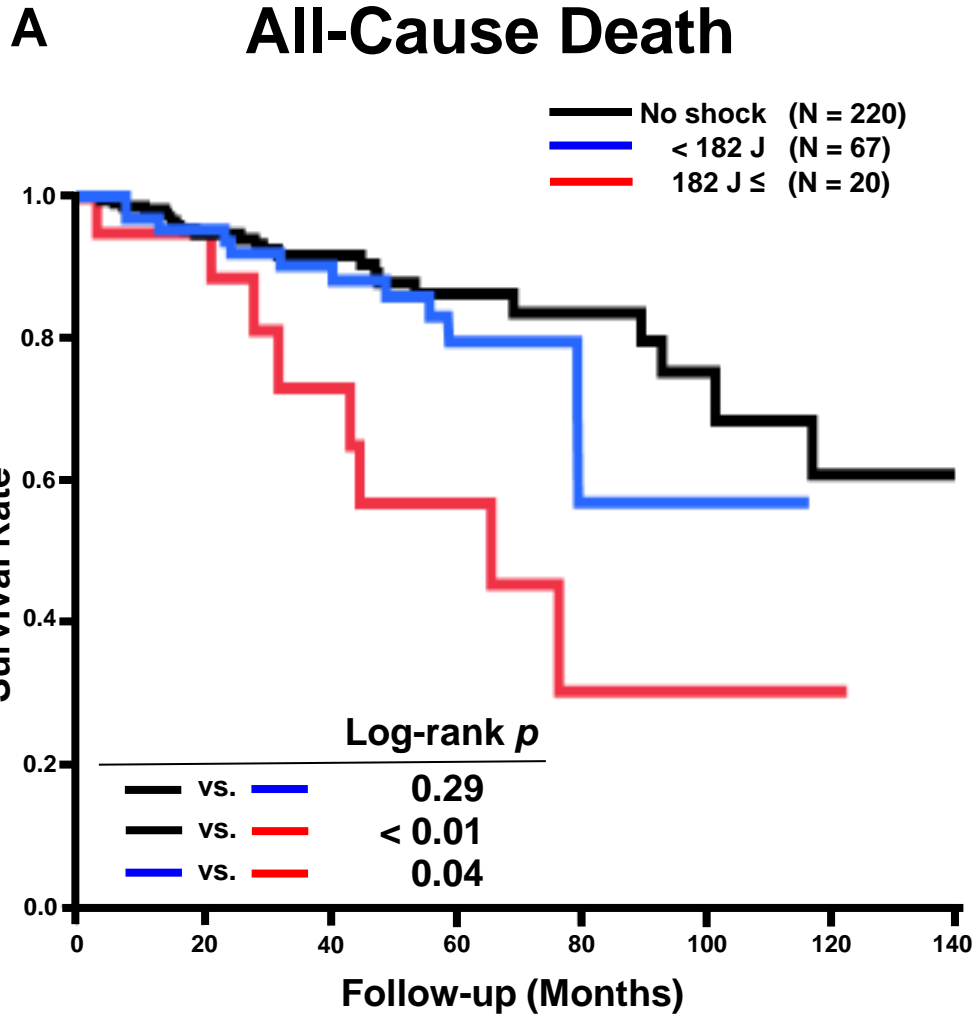 A
All-Cause Death
No shock (N = 220)
< 182 J (N = 67)
182 J ≤ (N = 20)
1.0
0.8
0.6
0.4
0.2
0.0
Survival Rate
Log-rank p
vs. 0.29
vs. < 0.01
vs. 0.04
0 20 40 60 80 100 120 140
Follow-up (Months)